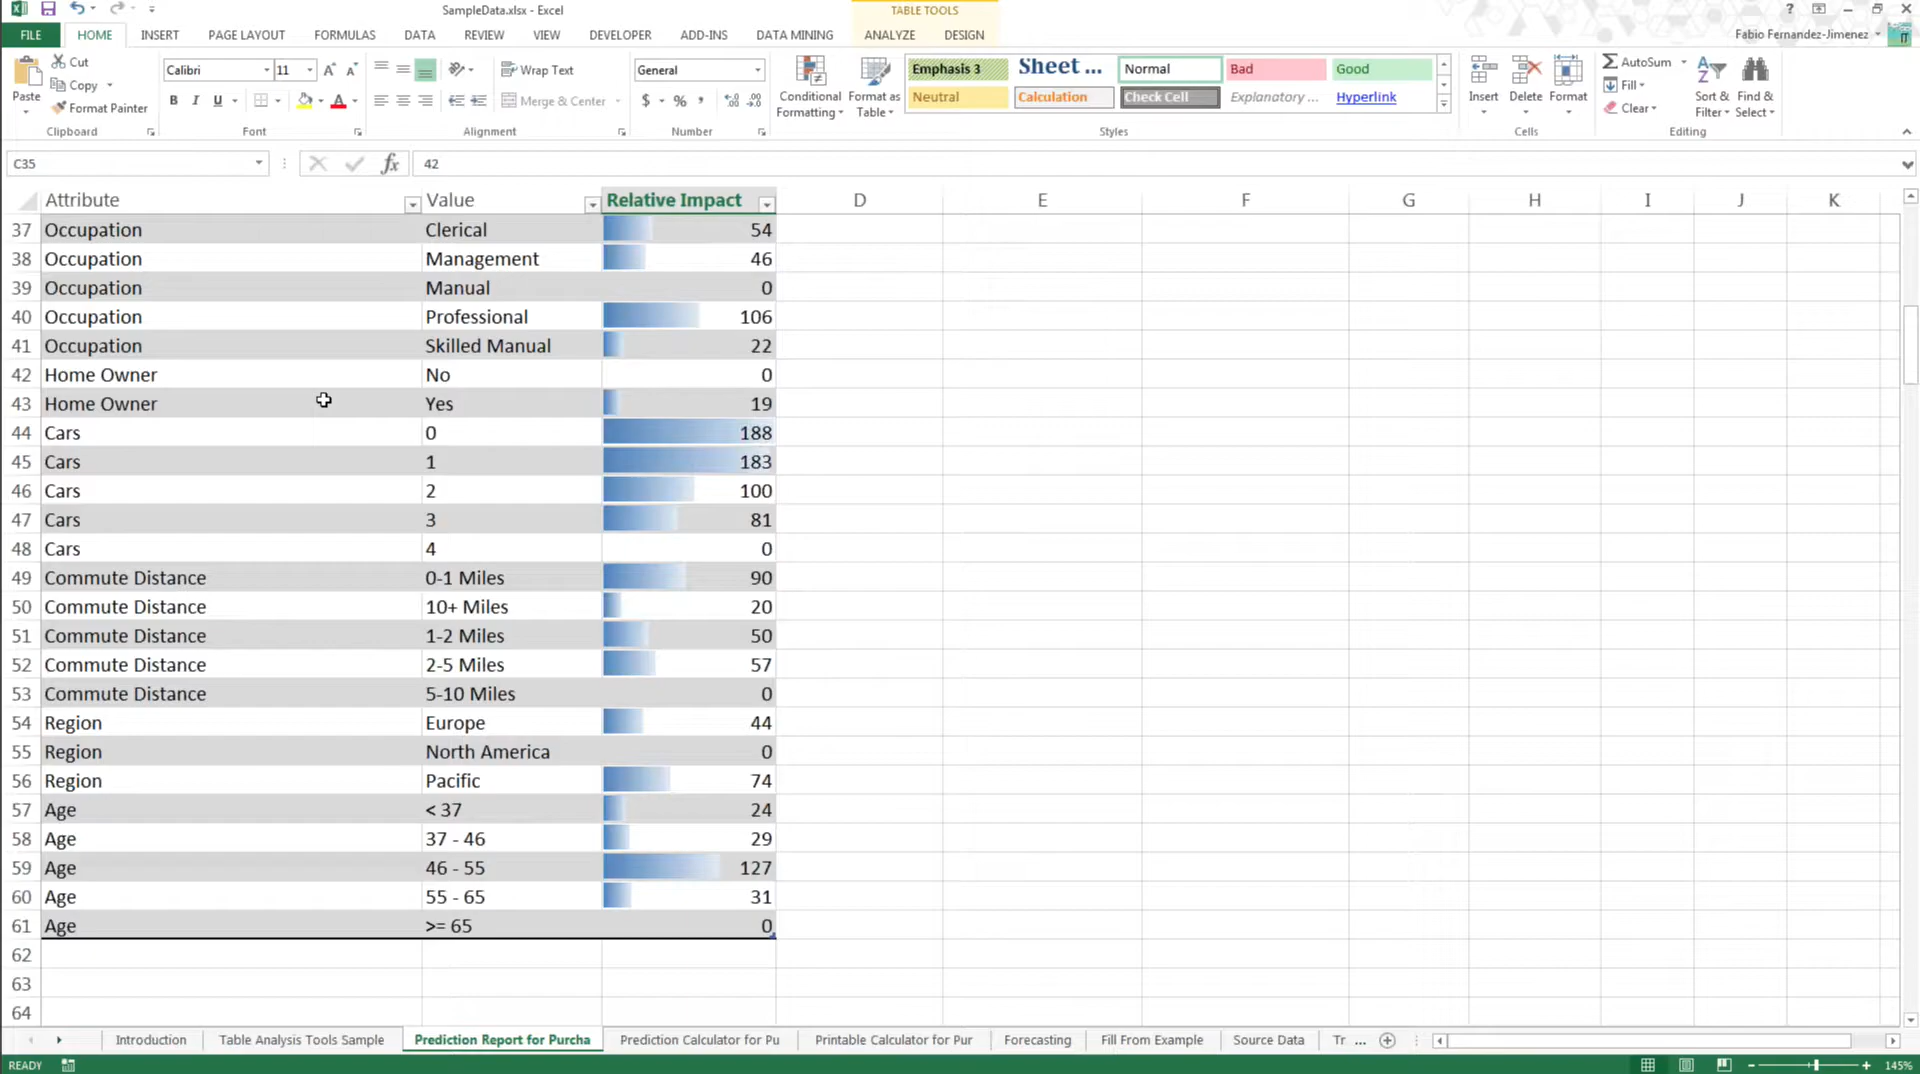 SampleData.xlsx - Excel
TABLE TOOLS
FILE HOME INSERT PAGE LAYOUT FORMULAS DATA REVIEW VIEW DEVELOPER ADD-INS DATA MINING ANALYZE DESIGN
Fabio Fernandez-Jimenez
Paste
Cut
Copy
Format Painter
Clipboard
Calibri 11
B I U
Font
Wrap Text
Merge & Center
Alignment
General
$ % ,
Number
Conditional Formatting
Format as Table
Emphasis 3 Sheet ... Normal Bad Good
Neutral Calculation Check Cell Explanatory ... Hyperlink
Styles
Insert Delete Format
Cells
AutoSum
Fill
Clear
Sort & Filter
Find & Select
Editing
C35 fx 42
Attribute Value Relative Impact D E F G H I J K
37 Occupation Clerical 54
38 Occupation Management 46
39 Occupation Manual 0
40 Occupation Professional 106
41 Occupation Skilled Manual 22
42 Home Owner No 0
43 Home Owner Yes 19
44 Cars 0 188
45 Cars 1 183
46 Cars 2 100
47 Cars 3 81
48 Cars 4 0
49 Commute Distance 0-1 Miles 90
50 Commute Distance 10+ Miles 20
51 Commute Distance 1-2 Miles 50
52 Commute Distance 2-5 Miles 57
53 Commute Distance 5-10 Miles 0
54 Region Europe 44
55 Region North America 0
56 Region Pacific 74
57 Age < 37 24
58 Age 37 - 46 29
59 Age 46 - 55 127
60 Age 55 - 65 31
61 Age >= 65 0
62
63
64
Introduction Table Analysis Tools Sample Prediction Report for Purcha Prediction Calculator for Pu Printable Calculator for Pur Forecasting Fill From Example Source Data Tr ...
READY 145%